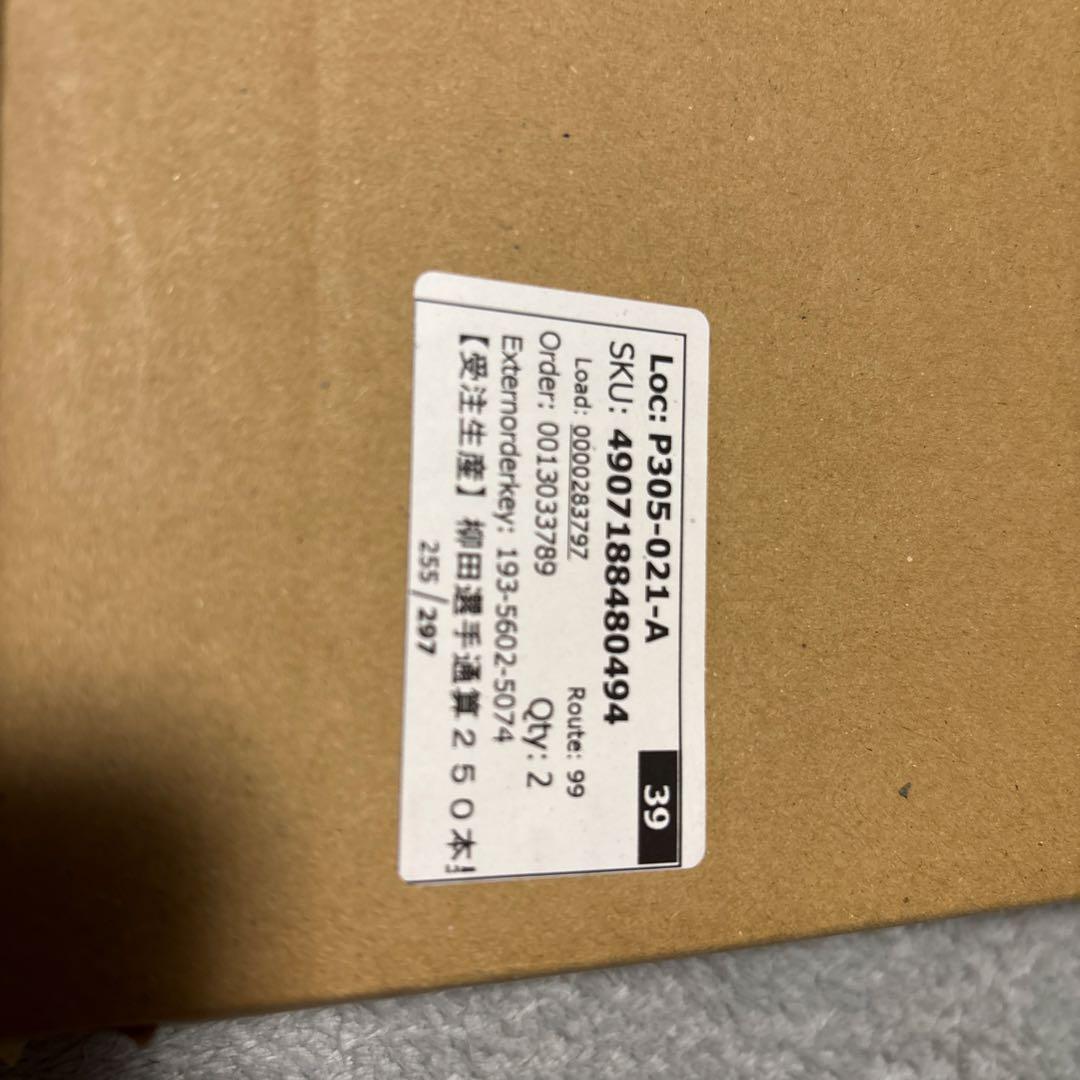 Loc: P305-021-A
39
SKU: 4907188480494
Load: 0000283797 Route: 99
Order: 0013033789 Qty: 2
Externorderkey: 193-5602-5074
【受注生産】柳田選手通算２５０本
255 / 297